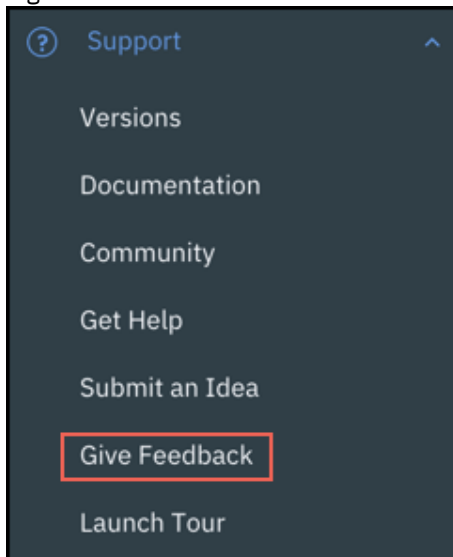 Support
Versions
Documentation
Community
Get Help
Submit an Idea
Give Feedback
Launch Tour